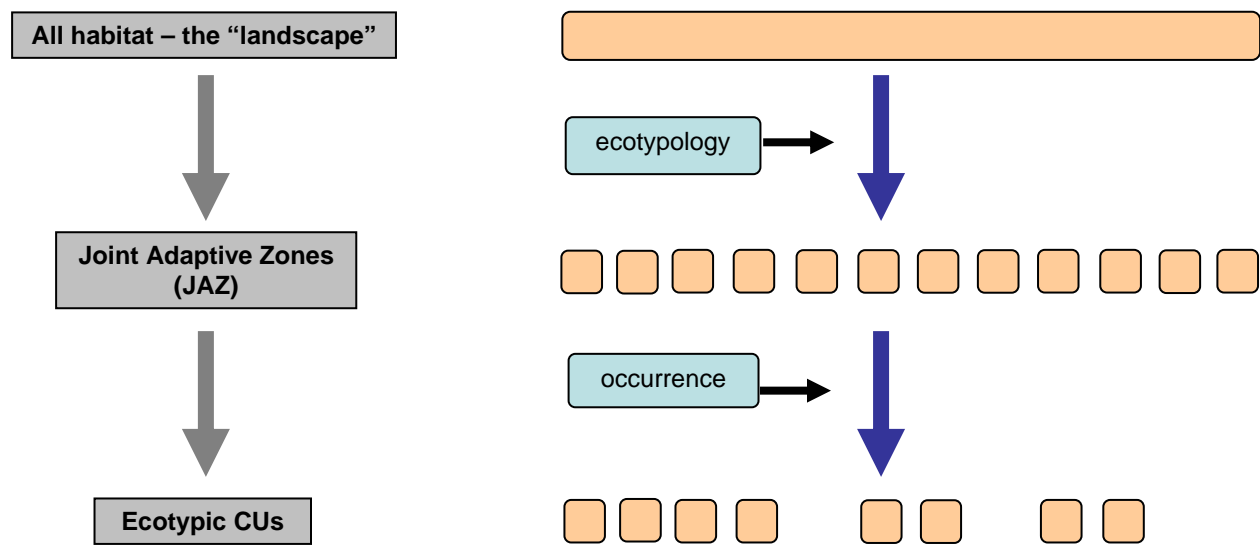 All habitat – the “landscape”
ecotypology
Joint Adaptive Zones
(JAZ)
occurrence
Ecotypic CUs